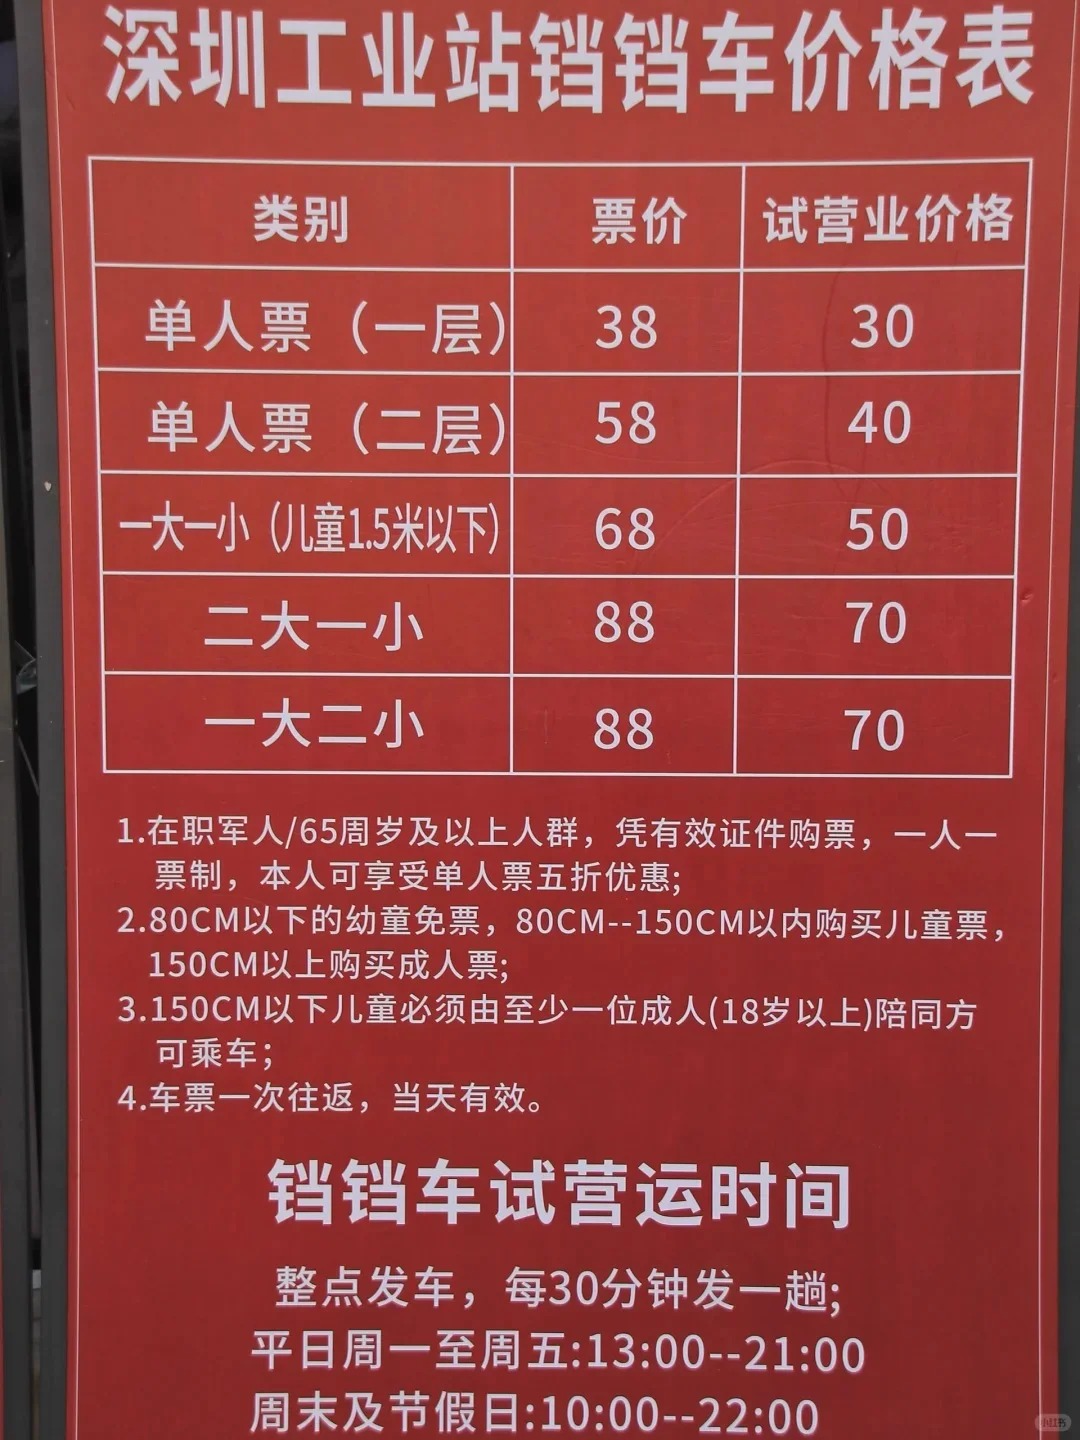 深圳工业站铛铛车价格表
类别 票价 试营业价格
单人票（一层） 38 30
单人票（二层） 58 40
一大一小（儿童1.5米以下） 68 50
二大一小 88 70
一大二小 88 70
1.在职军人/65周岁及以上人群，凭有效证件购票，一人一
票制，本人可享受单人票五折优惠;
2.80CM以下的幼童免票，80CM--150CM以内购买儿童票，
150CM以上购买成人票;
3.150CM以下儿童必须由至少一位成人(18岁以上)陪同方
可乘车；
4.车票一次往返，当天有效。
铛铛车试营运时间
整点发车，每30分钟发一趟;
平日周一至周五:13:00--21:00
周末及节假日:10:00--22:00
小红书